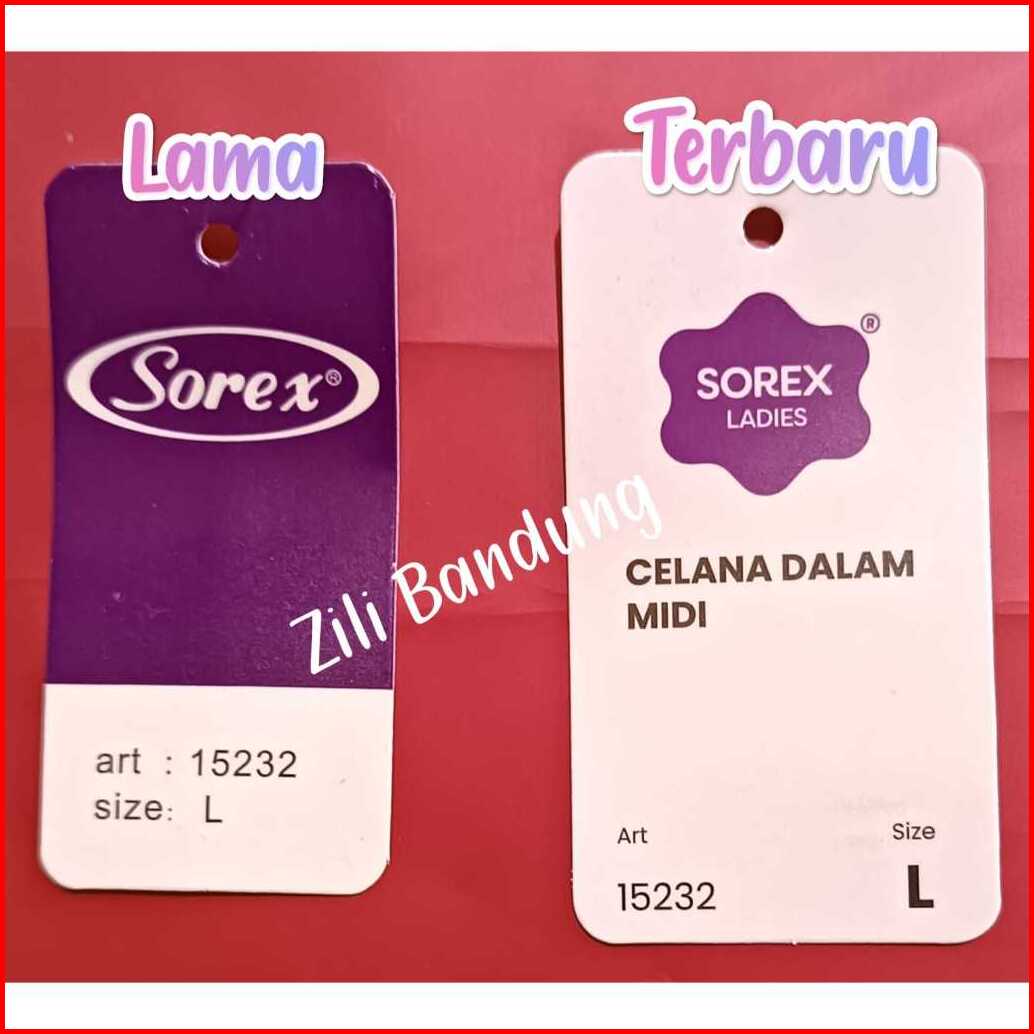 Lama
Sorex®
art : 15232
size: L
Terbaru
®
SOREX
LADIES
CELANA DALAM
MIDI
Art
Size
15232
L
Zili Bandung